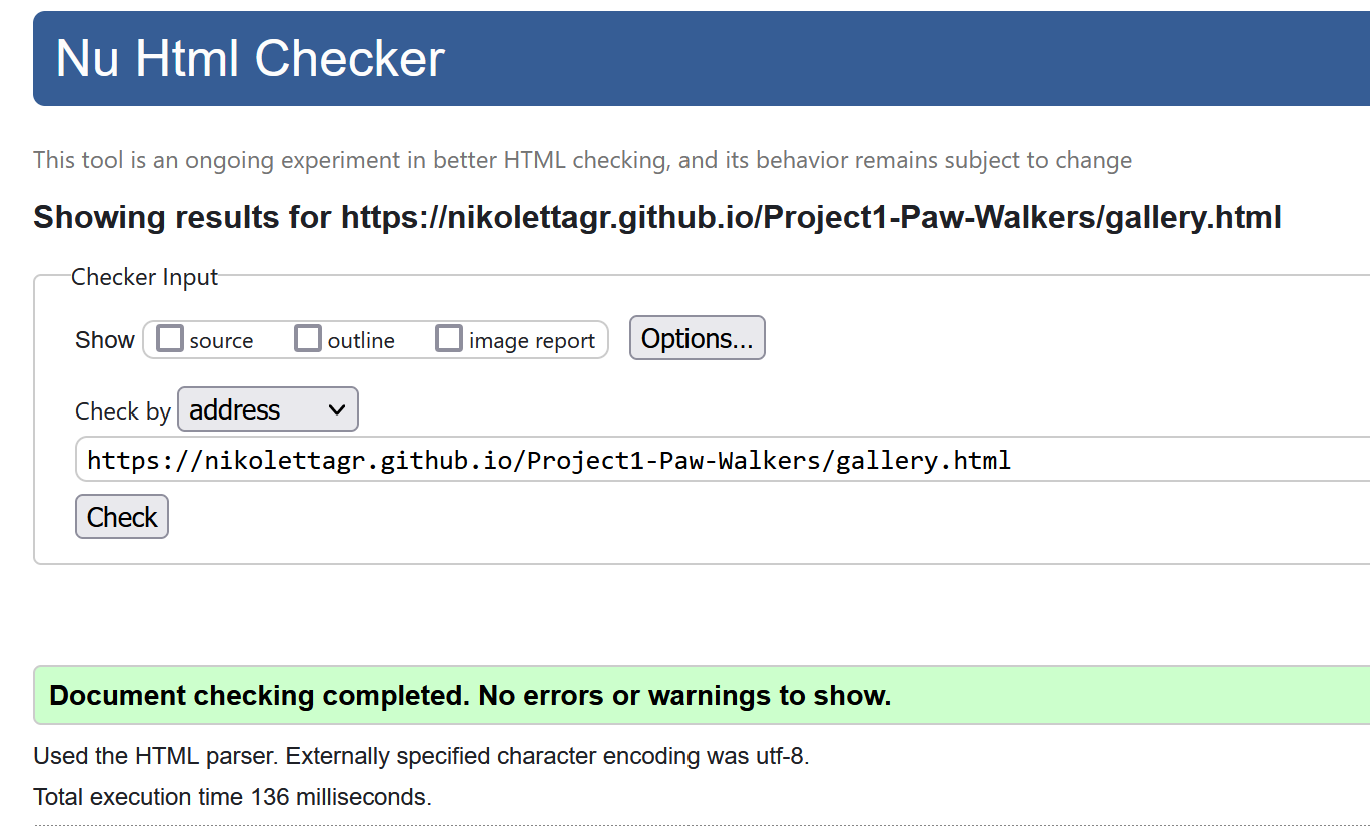 Nu Html Checker
This tool is an ongoing experiment in better HTML checking, and its behavior remains subject to change
Showing results for https://nikolettagr.github.io/Project1-Paw-Walkers/gallery.html
Checker Input
Show source outline image report Options...
Check by address
https://nikolettagr.github.io/Project1-Paw-Walkers/gallery.html
Check
Document checking completed. No errors or warnings to show.
Used the HTML parser. Externally specified character encoding was utf-8.
Total execution time 136 milliseconds.